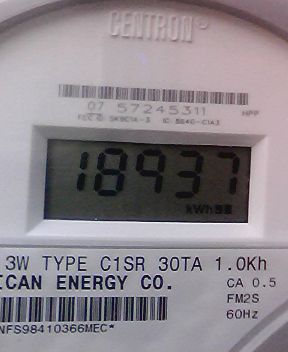 CENTRON
07 57245311
HPP
18937
kWh
3W TYPE C1SR 30TA 1.0Kh
ICAN ENERGY CO.
CA 0.5
FM2S
60Hz
NFS98410366MEC*